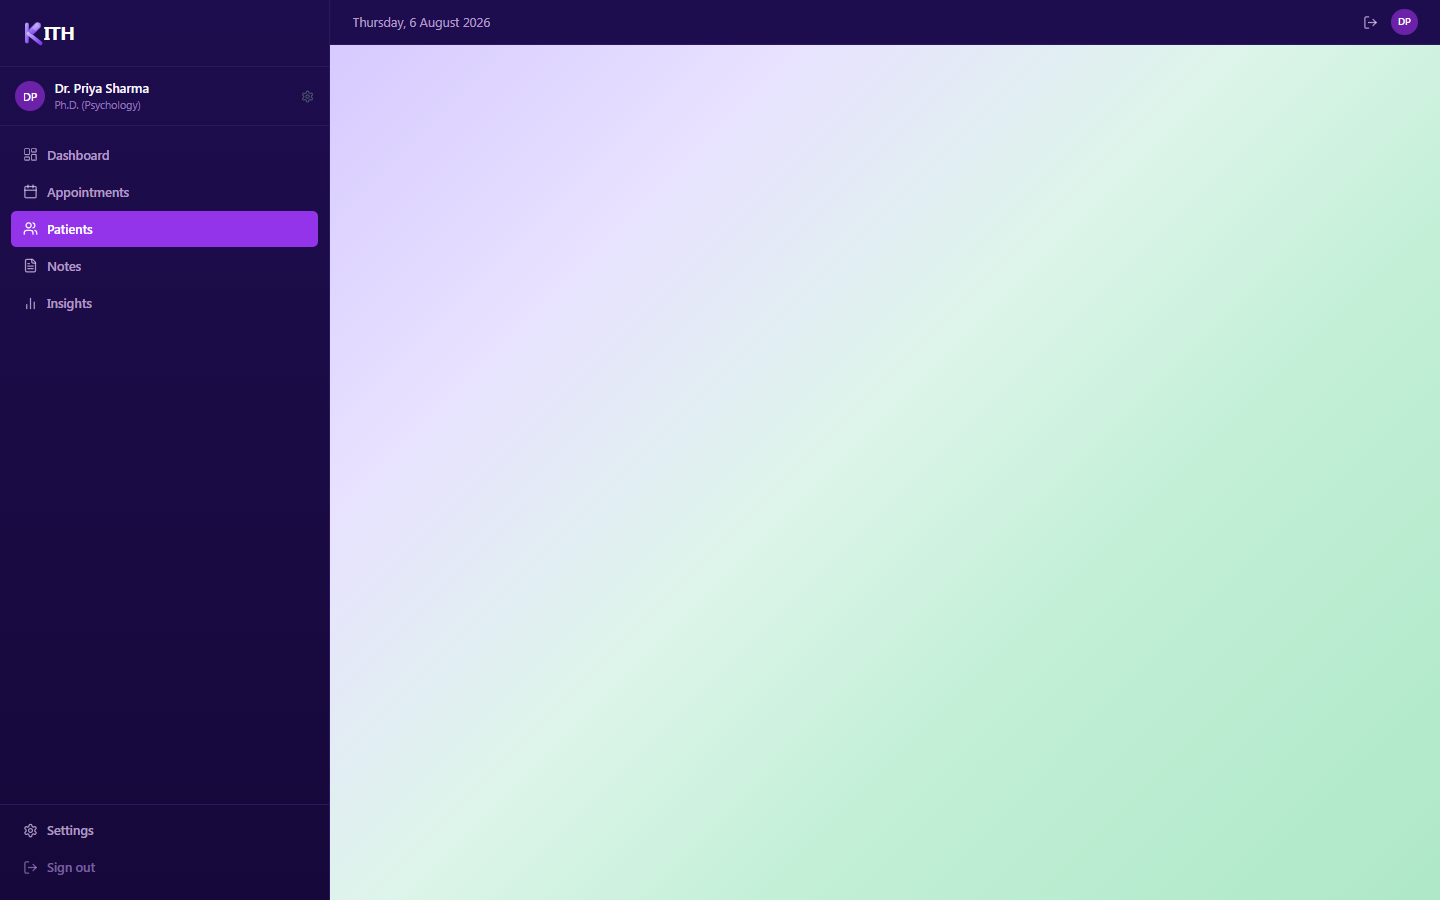 KITH
Thursday, 6 August 2026
DP
DP
Dr. Priya Sharma
Ph.D. (Psychology)
Dashboard
Appointments
Patients
Notes
Insights
Settings
Sign out